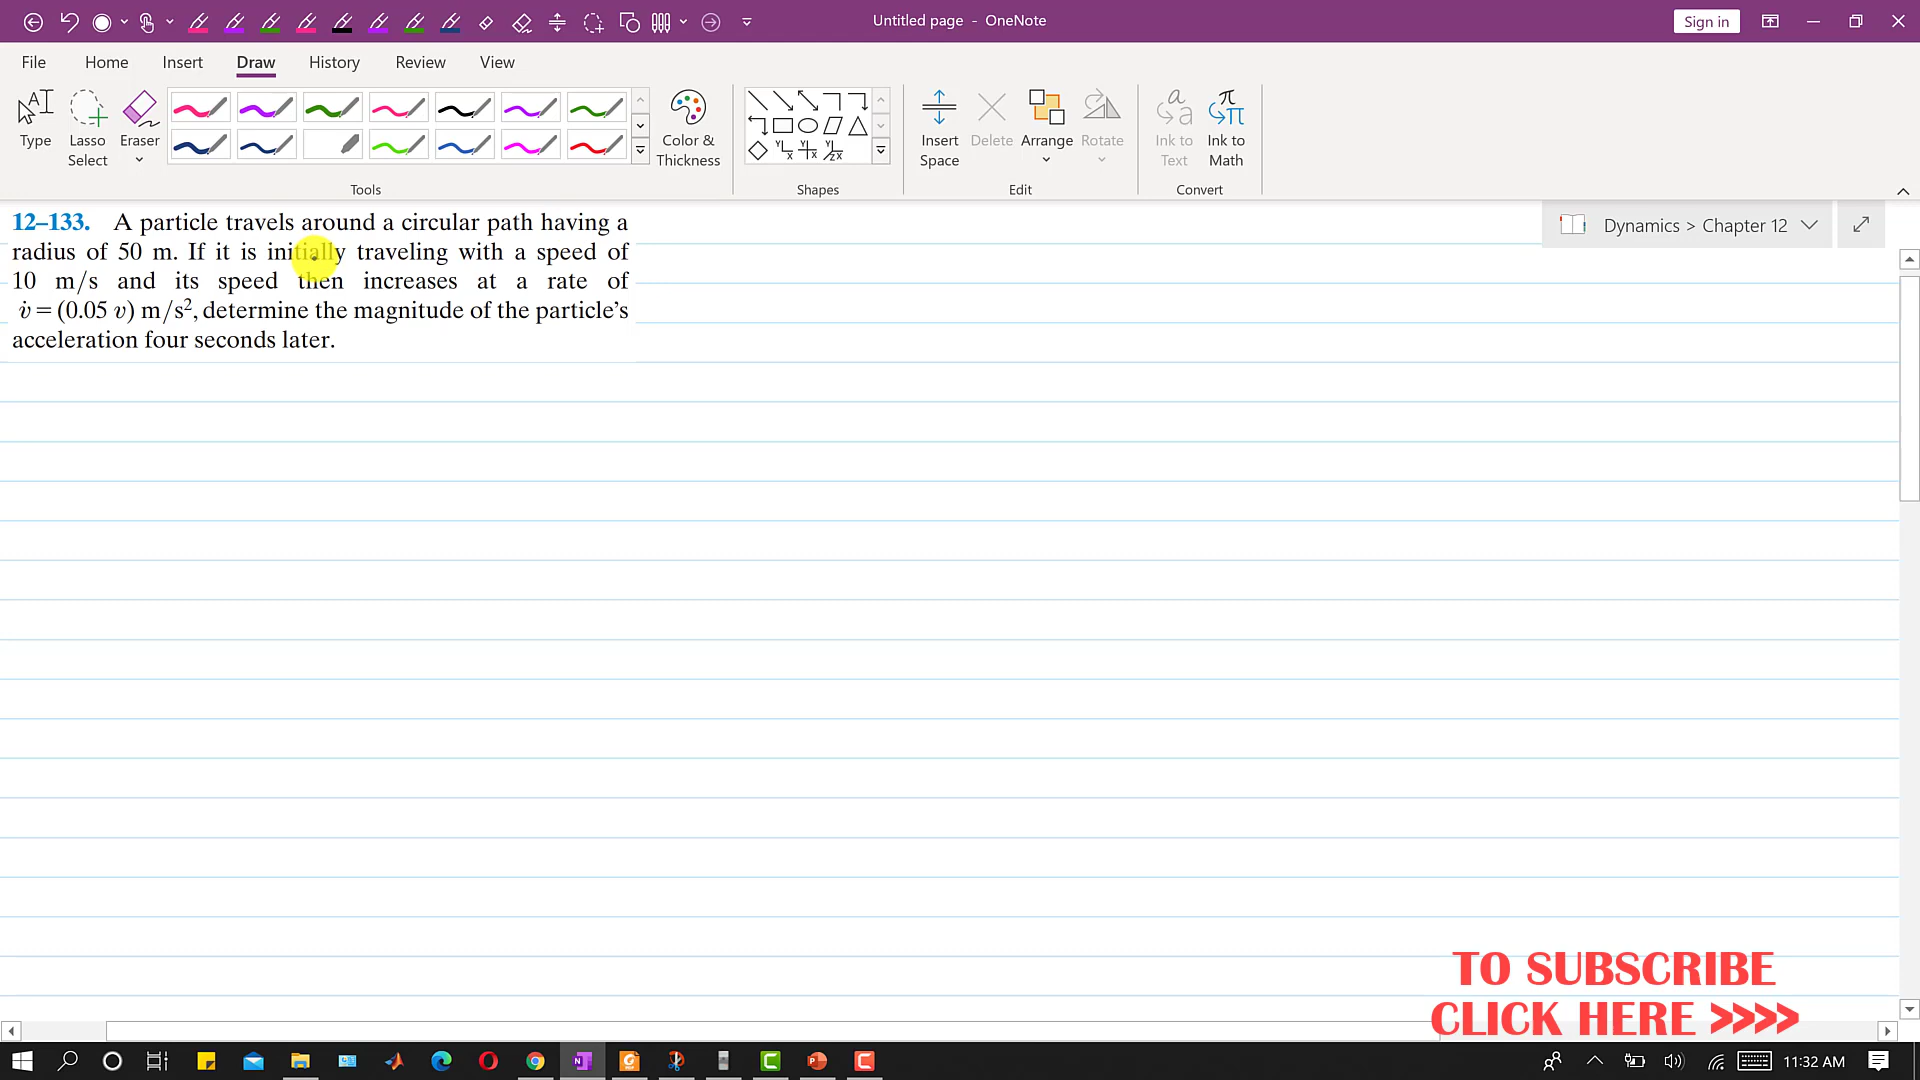 Untitled page - OneNote
Sign in
File Home Insert Draw History Review View
Type
Lasso Select
Eraser
Color & Thickness
Insert Space
Delete
Arrange
Rotate
Ink to Text
Ink to Math
Tools
Shapes
Edit
Convert
Dynamics > Chapter 12
12–133. A particle travels around a circular path having a
radius of 50 m. If it is initially traveling with a speed of
10 m/s and its speed then increases at a rate of
v̇ = (0.05 v) m/s², determine the magnitude of the particle's
acceleration four seconds later.
TO SUBSCRIBE
CLICK HERE >>>>
11:32 AM